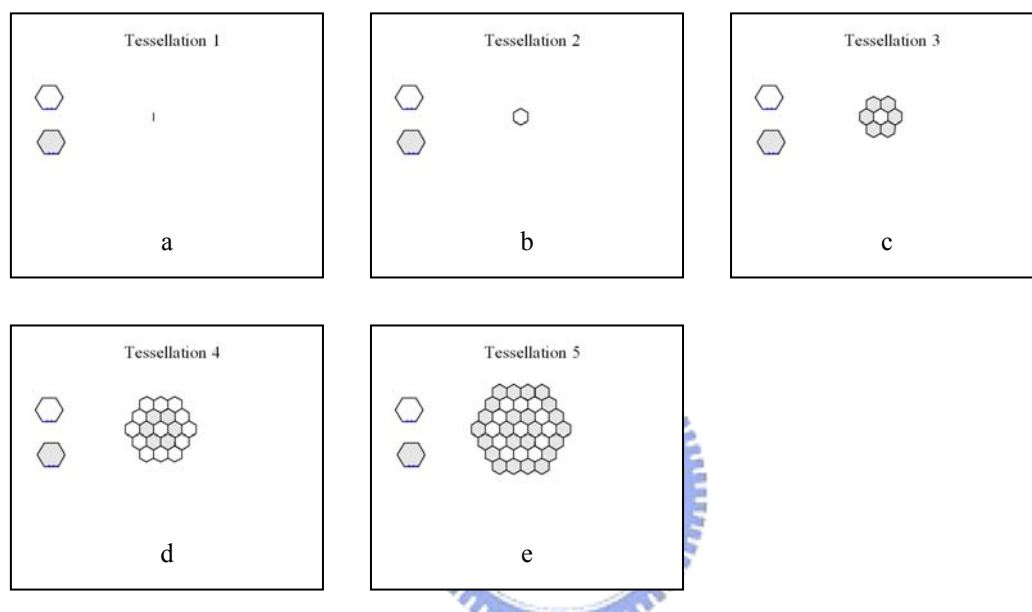 Tessellation 1
a
Tessellation 2
b
Tessellation 3
c
Tessellation 4
d
Tessellation 5
e